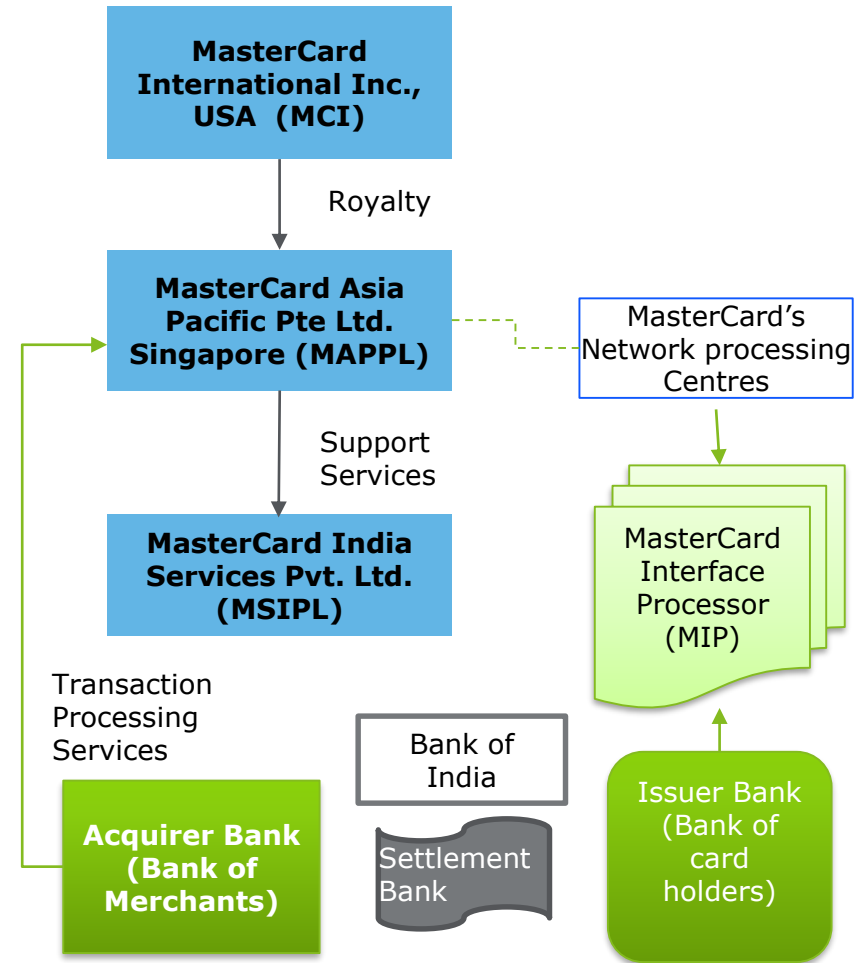 MasterCard
International Inc.,
USA (MCI)
Royalty
MasterCard Asia
Pacific Pte Ltd.
Singapore (MAPPL)
MasterCard's
Network processing
Centres
Support
Services
MasterCard India
Services Pvt. Ltd.
(MSIPL)
MasterCard
Interface
Processor
(MIP)
Transaction
Processing
Services
Bank of
India
Acquirer Bank
(Bank of
Merchants)
Settlement
Bank
Issuer Bank
(Bank of
card
holders)